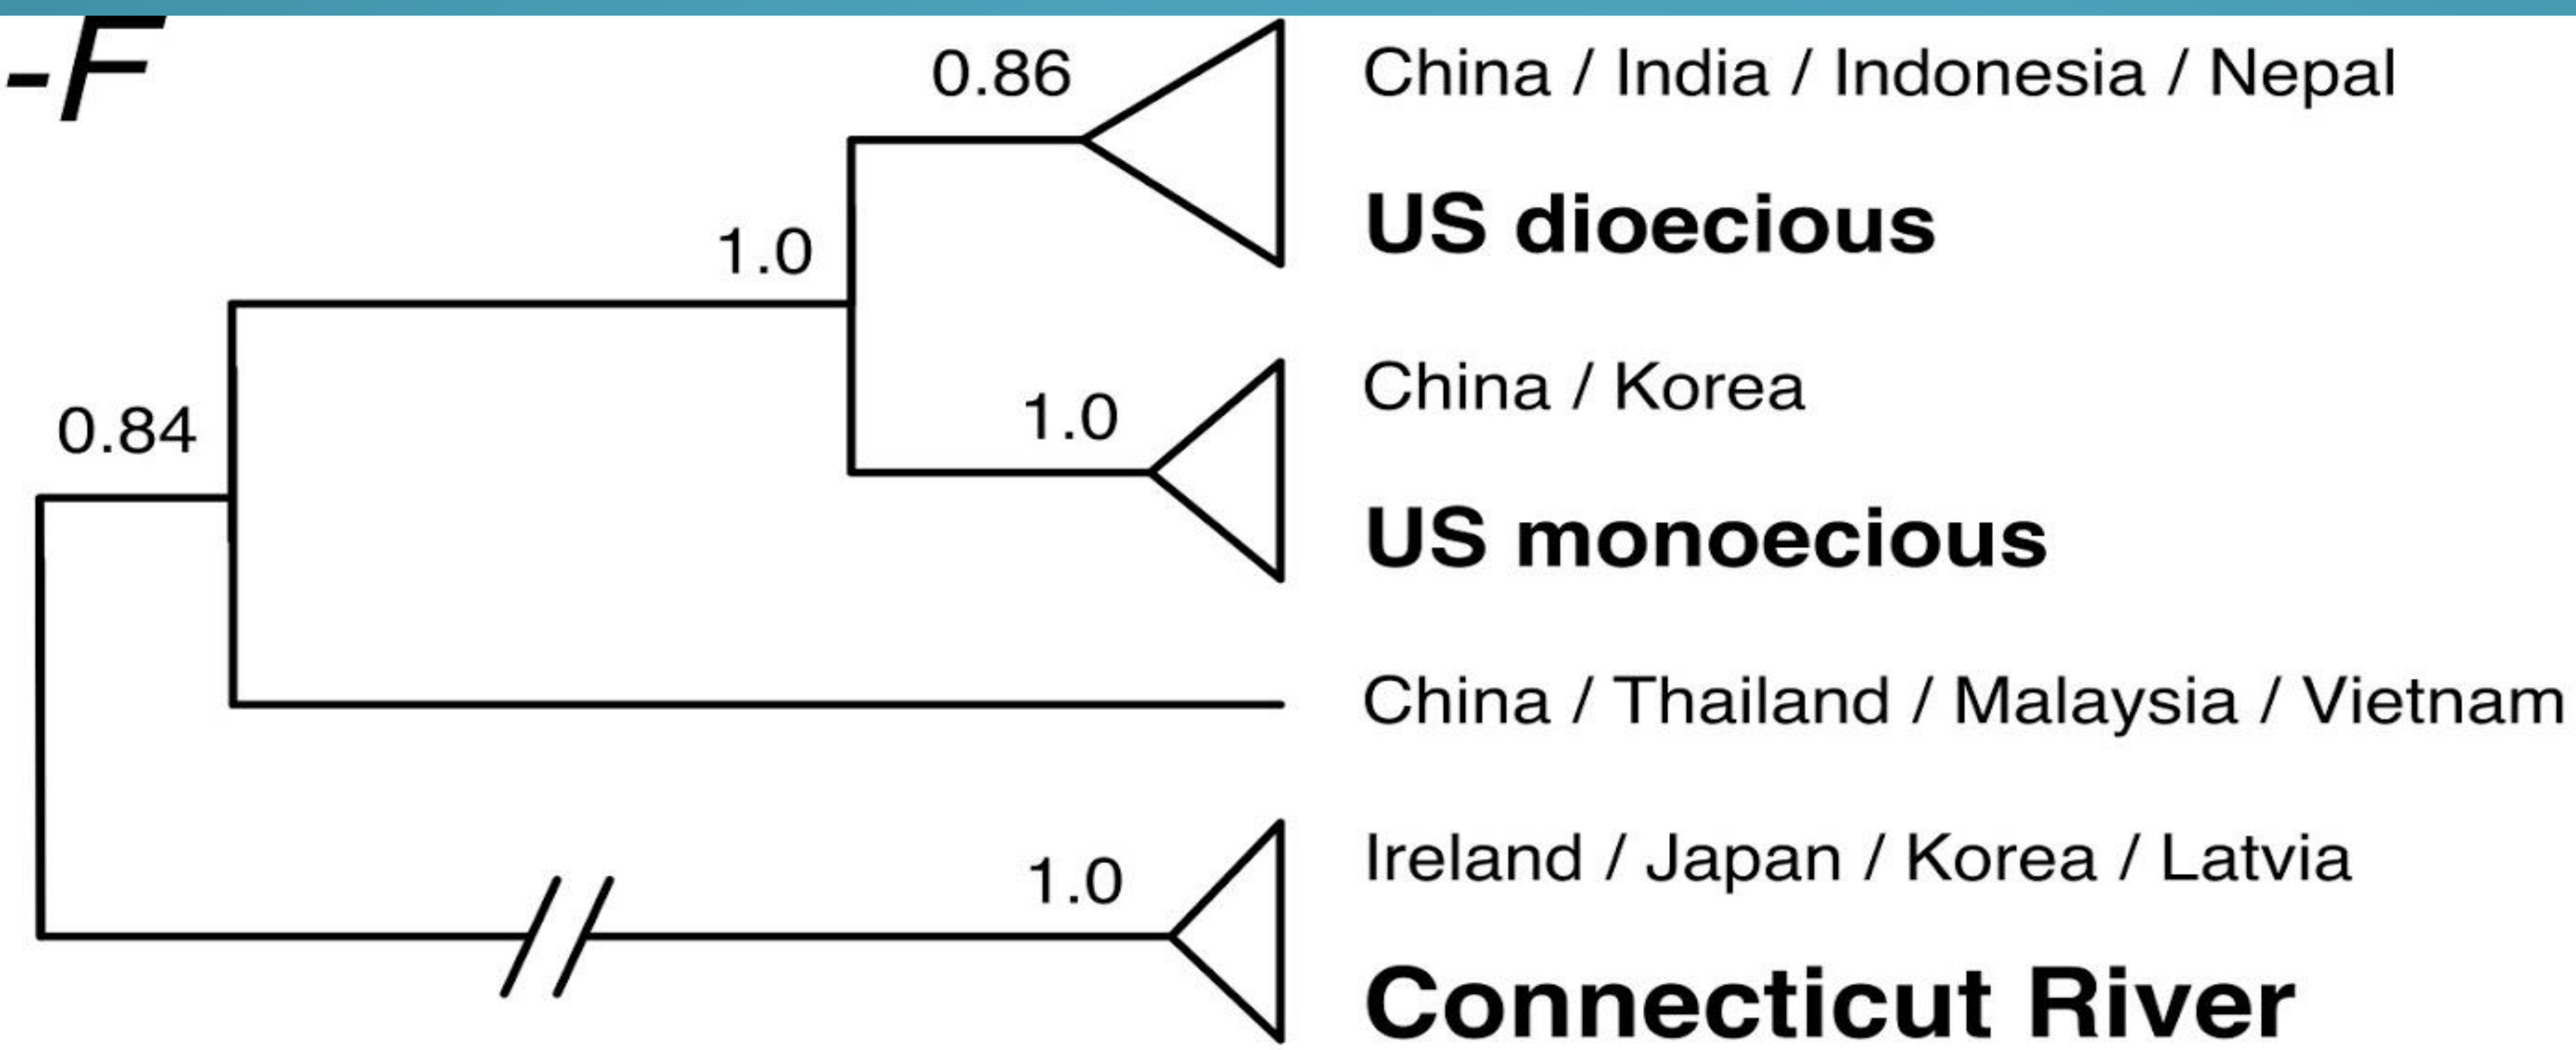 -F
0.86
China / India / Indonesia / Nepal
US dioecious
1.0
China / Korea
1.0
0.84
US monoecious
China / Thailand / Malaysia / Vietnam
Ireland / Japan / Korea / Latvia
1.0
Connecticut River